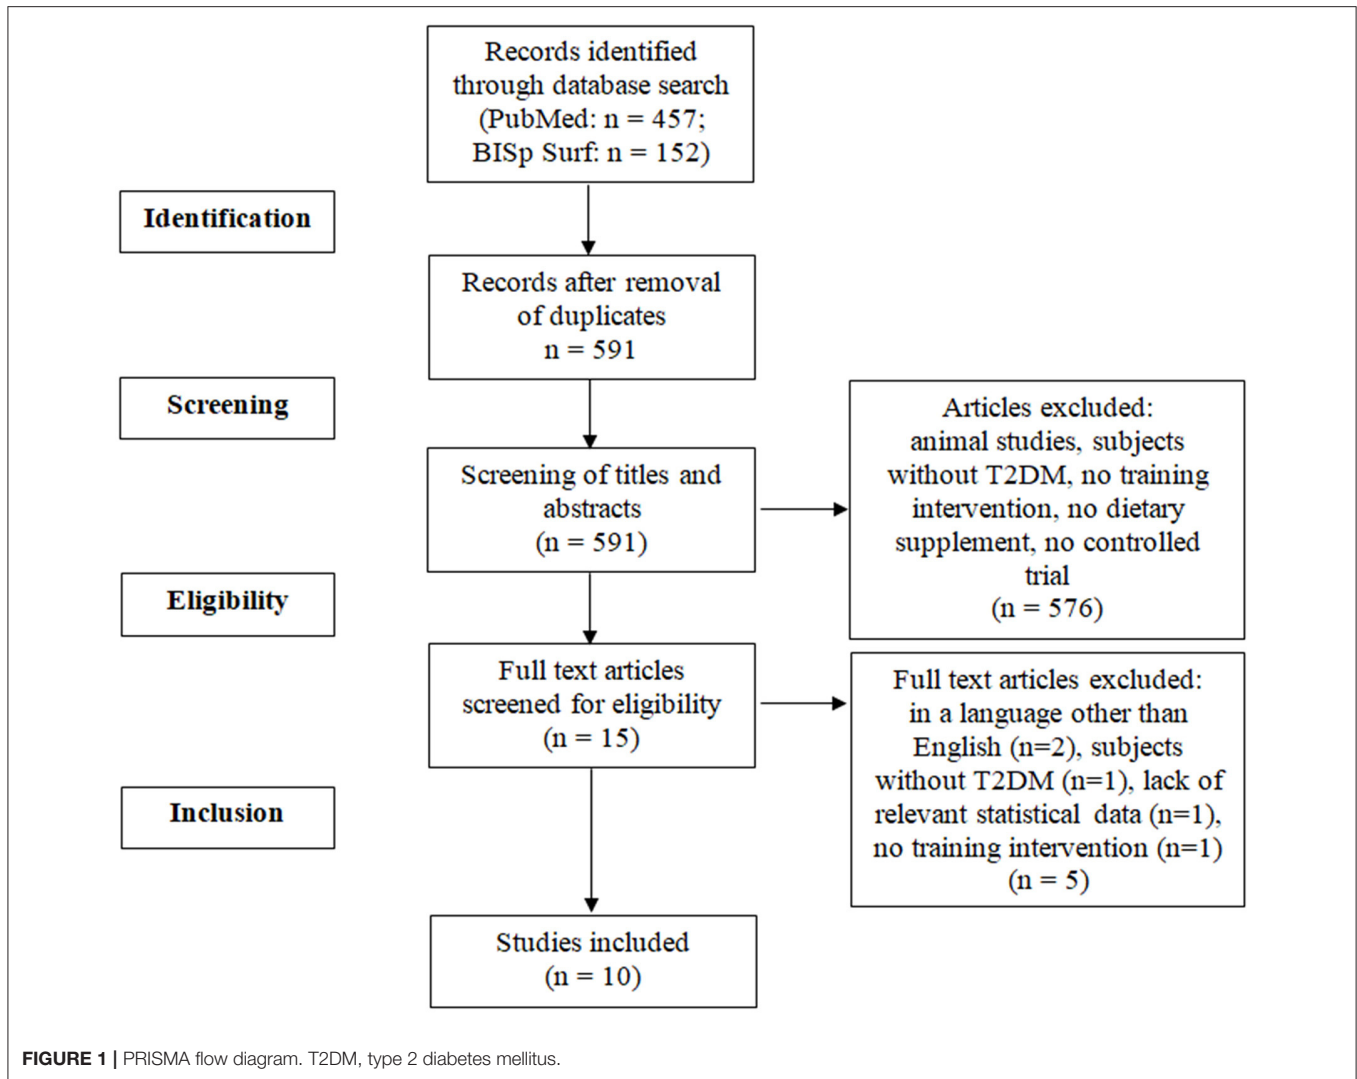 Records identified
through database search
(PubMed: n = 457;
BISp Surf: n = 152)
Identification
Records after removal
of duplicates
n = 591
Screening
Screening of titles and
abstracts
(n = 591)
Articles excluded:
animal studies, subjects
without T2DM, no training
intervention, no dietary
supplement, no controlled
trial
(n = 576)
Eligibility
Full text articles
screened for eligibility
(n = 15)
Full text articles excluded:
in a language other than
English (n=2), subjects
without T2DM (n=1), lack of
relevant statistical data (n=1),
no training intervention (n=1)
(n = 5)
Inclusion
Studies included
(n = 10)
FIGURE 1 | PRISMA flow diagram. T2DM, type 2 diabetes mellitus.